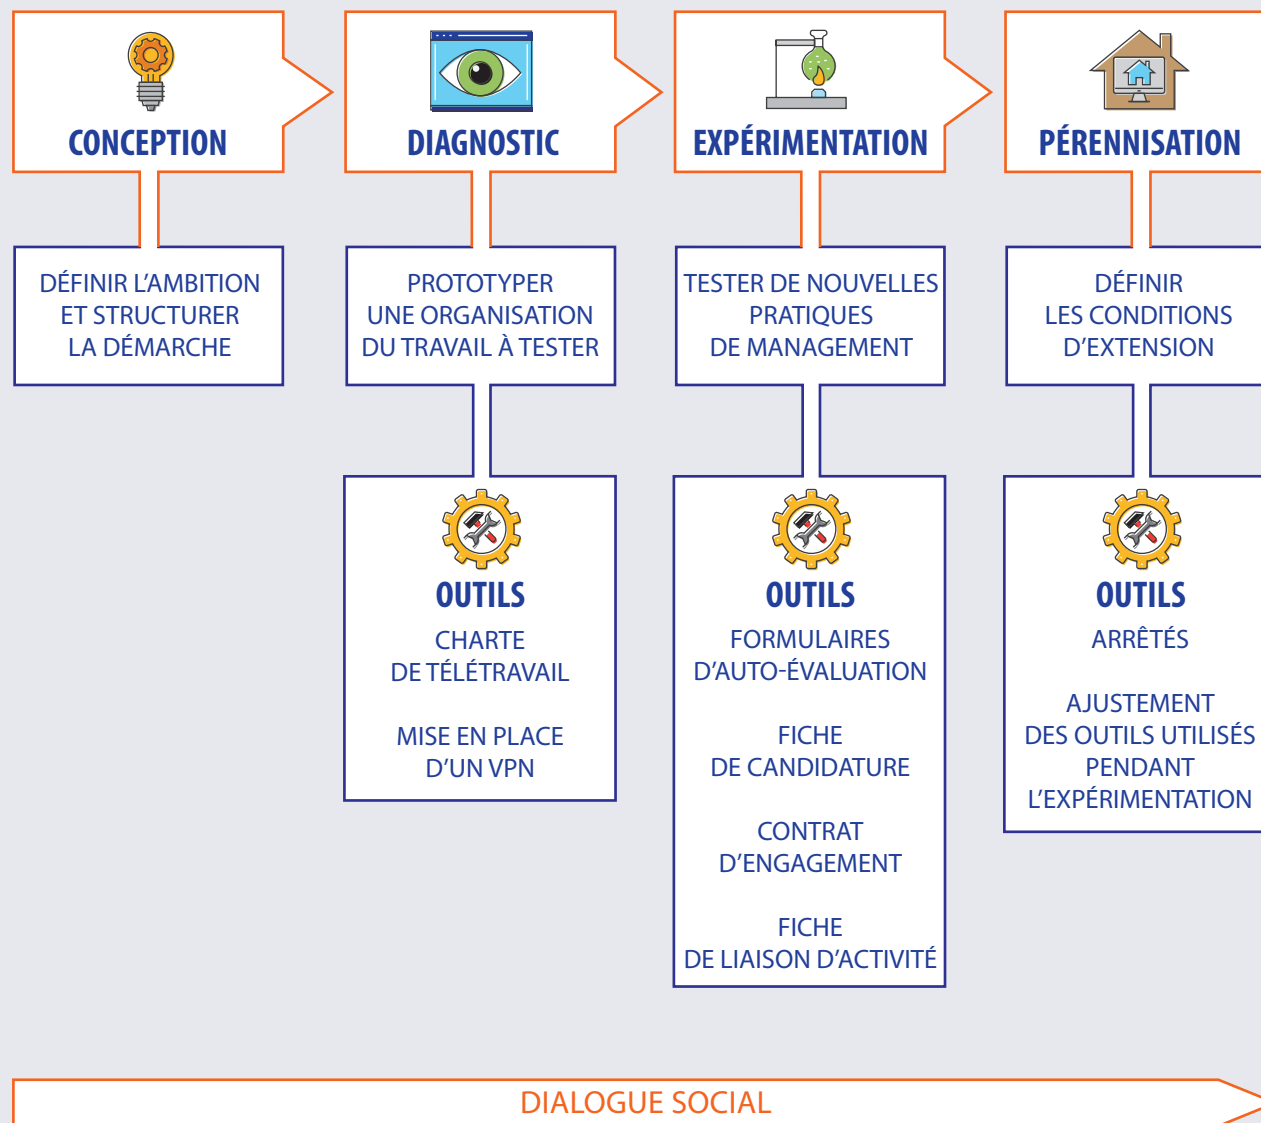 CONCEPTION
DÉFINIR L’AMBITION
ET STRUCTURER
LA DÉMARCHE
DIAGNOSTIC
PROTOTYPER
UNE ORGANISATION
DU TRAVAIL À TESTER
OUTILS
CHARTE
DE TÉLÉTRAVAIL
MISE EN PLACE
D’UN VPN
EXPÉRIMENTATION
TESTER DE NOUVELLES
PRATIQUES
DE MANAGEMENT
OUTILS
FORMULAIRES
D’AUTO-ÉVALUATION
FICHE
DE CANDIDATURE
CONTRAT
D’ENGAGEMENT
FICHE
DE LIAISON D’ACTIVITÉ
PÉRENNISATION
DÉFINIR
LES CONDITIONS
D’EXTENSION
OUTILS
ARRÊTÉS
AJUSTEMENT
DES OUTILS UTILISÉS
PENDANT
L’EXPÉRIMENTATION
DIALOGUE SOCIAL